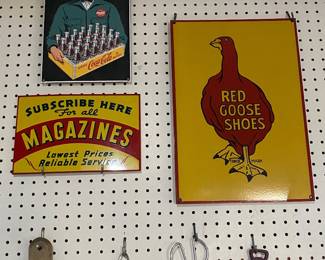 Coca-Cola
SUBSCRIBE HERE
For all
MAGAZINES
Lowest Prices
Reliable Service
RED
GOOSE
SHOES